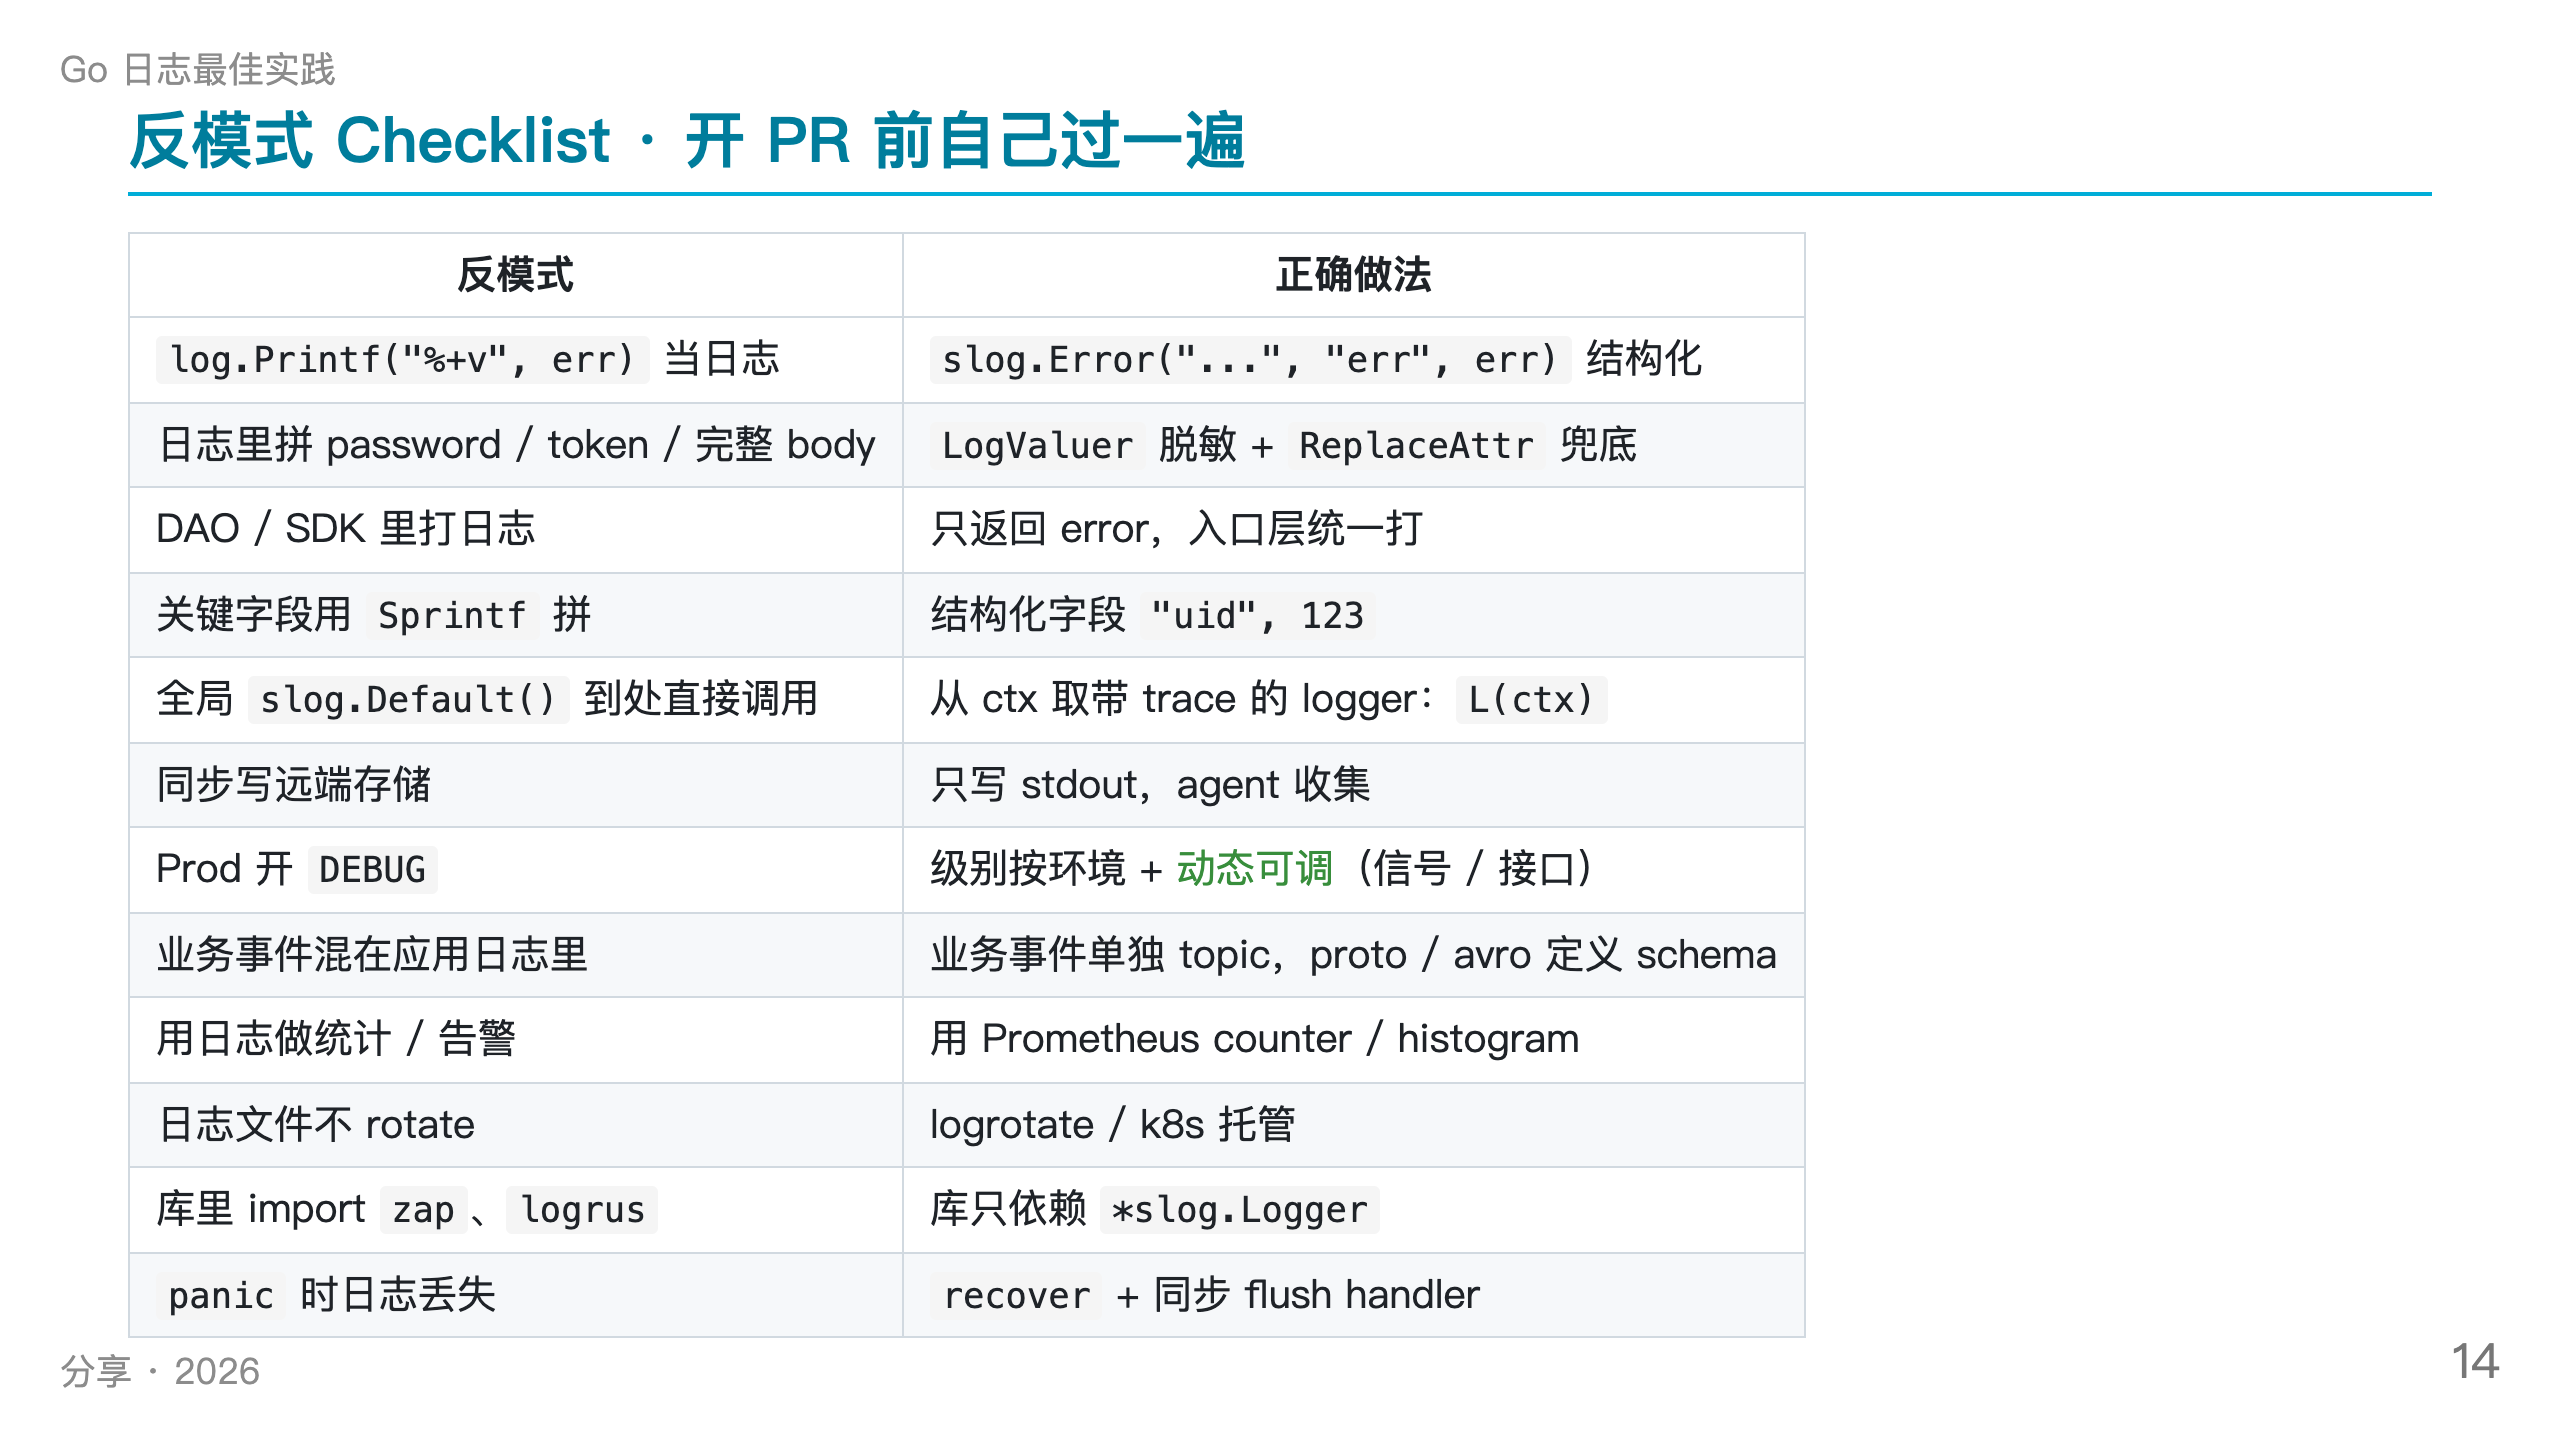 Go 日志最佳实践
反模式 Checklist · 开 PR 前自己过一遍
反模式 正确做法
log.Printf("%+v", err) 当日志 slog.Error("...", "err", err) 结构化
日志里拼 password / token / 完整 body LogValuer 脱敏 + ReplaceAttr 兜底
DAO / SDK 里打日志 只返回 error，入口层统一打
关键字段用 Sprintf 拼 结构化字段 "uid", 123
全局 slog.Default() 到处直接调用 从 ctx 取带 trace 的 logger：L(ctx)
同步写远端存储 只写 stdout，agent 收集
Prod 开 DEBUG 级别按环境 + 动态可调（信号 / 接口）
业务事件混在应用日志里 业务事件单独 topic，proto / avro 定义 schema
用日志做统计 / 告警 用 Prometheus counter / histogram
日志文件不 rotate logrotate / k8s 托管
库里 import zap、logrus 库只依赖 *slog.Logger
panic 时日志丢失 recover + 同步 flush handler
分享 · 2026 14